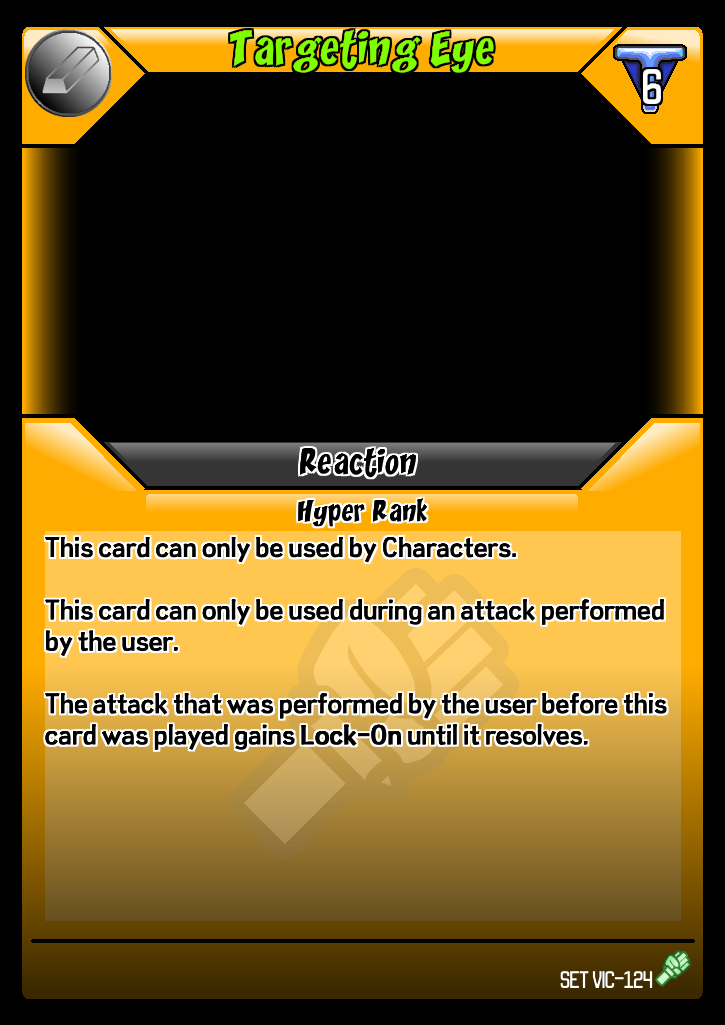 Targeting Eye
6
Reaction
Hyper Rank
This card can only be used by Characters.
This card can only be used during an attack performed
by the user.
The attack that was performed by the user before this
card was played gains Lock-On until it resolves.
SET VIC-124